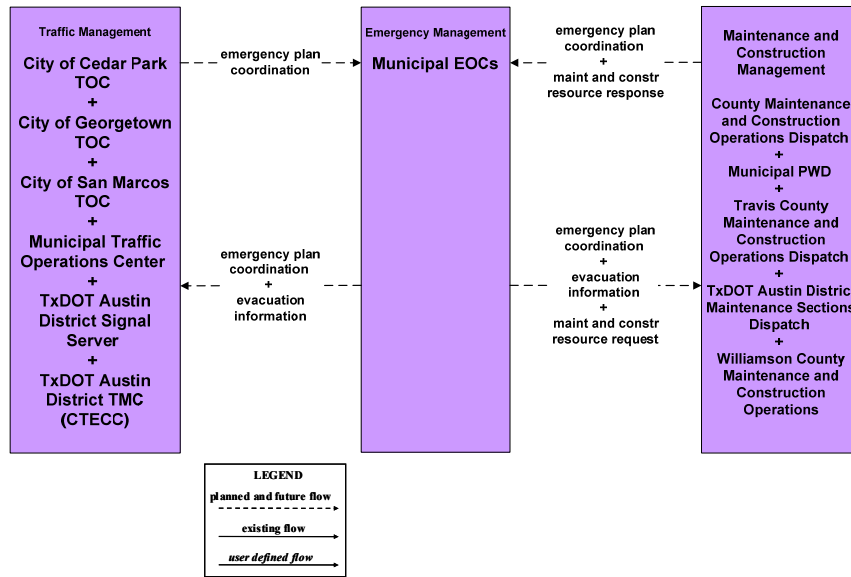 Traffic Management
City of Cedar Park
TOC
+
City of Georgetown
TOC
+
City of San Marcos
TOC
+
Municipal Traffic
Operations Center
+
TxDOT Austin
District Signal
Server
+
TxDOT Austin
District TMC
(CTECC)
emergency plan
coordination
emergency plan
coordination
+
evacuation
information
Emergency Management
Municipal EOCs
emergency plan
coordination
+
maint and constr
resource response
emergency plan
coordination
+
evacuation
information
+
maint and constr
resource request
Maintenance and
Construction
Management
County Maintenance
and Construction
Operations Dispatch
+
Municipal PWD
+
Travis County
Maintenance and
Construction
Operations Dispatch
+
TxDOT Austin District
Maintenance Sections
Dispatch
+
Williamson County
Maintenance and
Construction
Operations
LEGEND
planned and future flow
existing flow
user defined flow